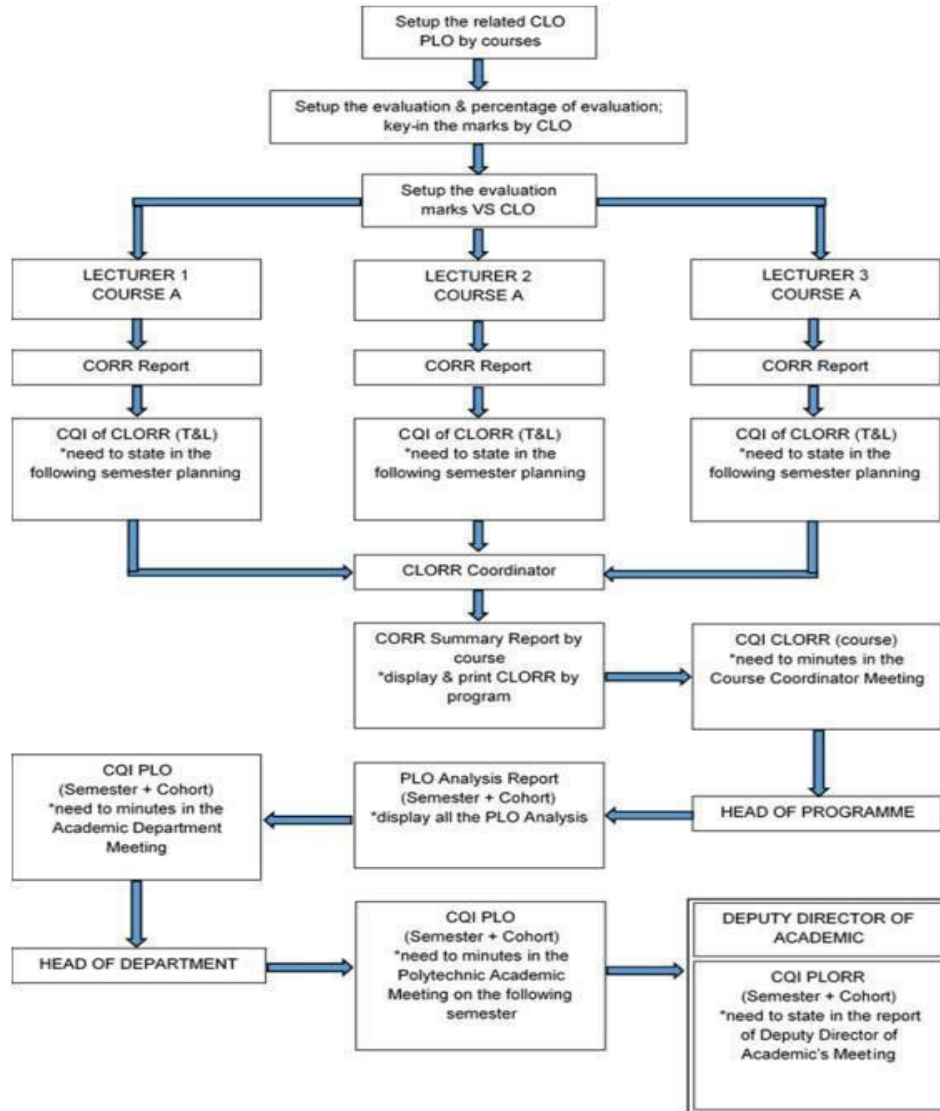 Setup the related CLO
PLO by courses
Setup the evaluation & percentage of evaluation;
key-in the marks by CLO
Setup the evaluation
marks VS CLO
LECTURER 1
COURSE A
LECTURER 2
COURSE A
LECTURER 3
COURSE A
CORR Report
CORR Report
CORR Report
CQI of CLORR (T&L)
*need to state in the
following semester planning
CQI of CLORR (T&L)
*need to state in the
following semester planning
CQI of CLORR (T&L)
*need to state in the
following semester planning
CLORR Coordinator
CORR Summary Report by
course
*display & print CLORR by
program
CQI CLORR (course)
*need to minutes in the
Course Coordinator Meeting
HEAD OF PROGRAMME
PLO Analysis Report
(Semester + Cohort)
*display all the PLO Analysis
CQI PLO
(Semester + Cohort)
*need to minutes in the
Academic Department
Meeting
HEAD OF DEPARTMENT
CQI PLO
(Semester + Cohort)
*need to minutes in the
Polytechnic Academic
Meeting on the following
semester
DEPUTY DIRECTOR OF
ACADEMIC
CQI PLORR
(Semester + Cohort)
*need to state in the report
of Deputy Director of
Academic's Meeting